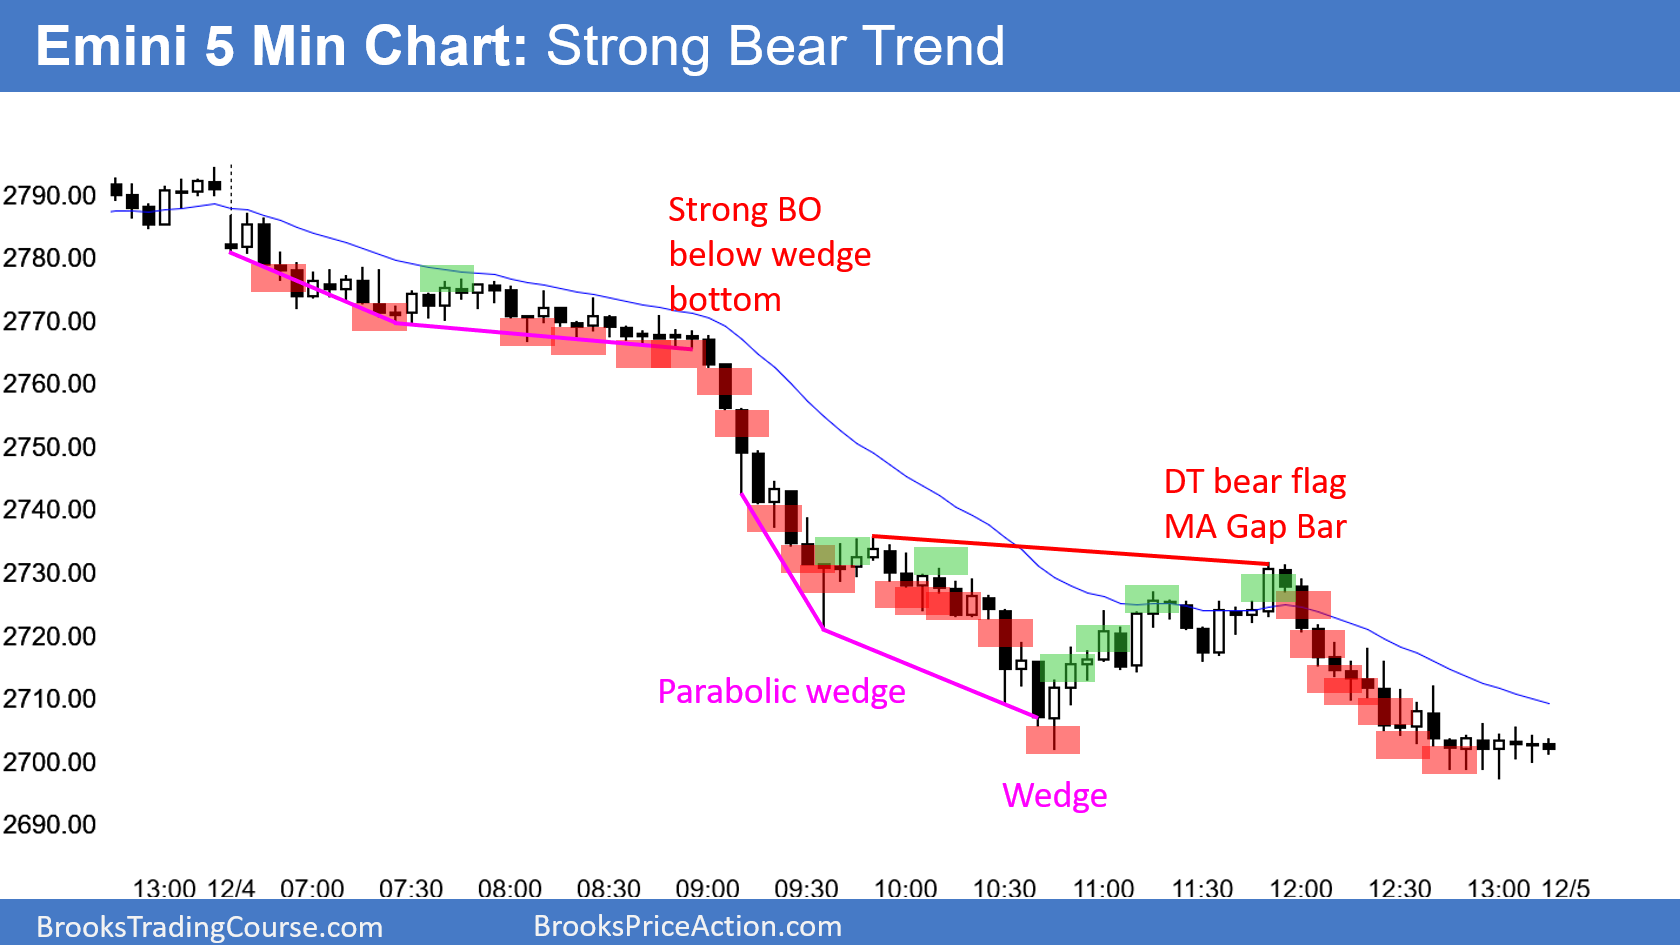 Emini 5 Min Chart: Strong Bear Trend
2790.00
2780.00
2770.00
2760.00
2750.00
2740.00
2730.00
2720.00
2710.00
2700.00
2690.00
Strong BO
below wedge
bottom
DT bear flag
MA Gap Bar
Parabolic wedge
Wedge
13:00 12/4 07:00 07:30 08:00 08:30 09:00 09:30 10:00 10:30 11:00 11:30 12:00 12:30 13:00 12/5
BrooksTradingCourse.com BrooksPriceAction.com